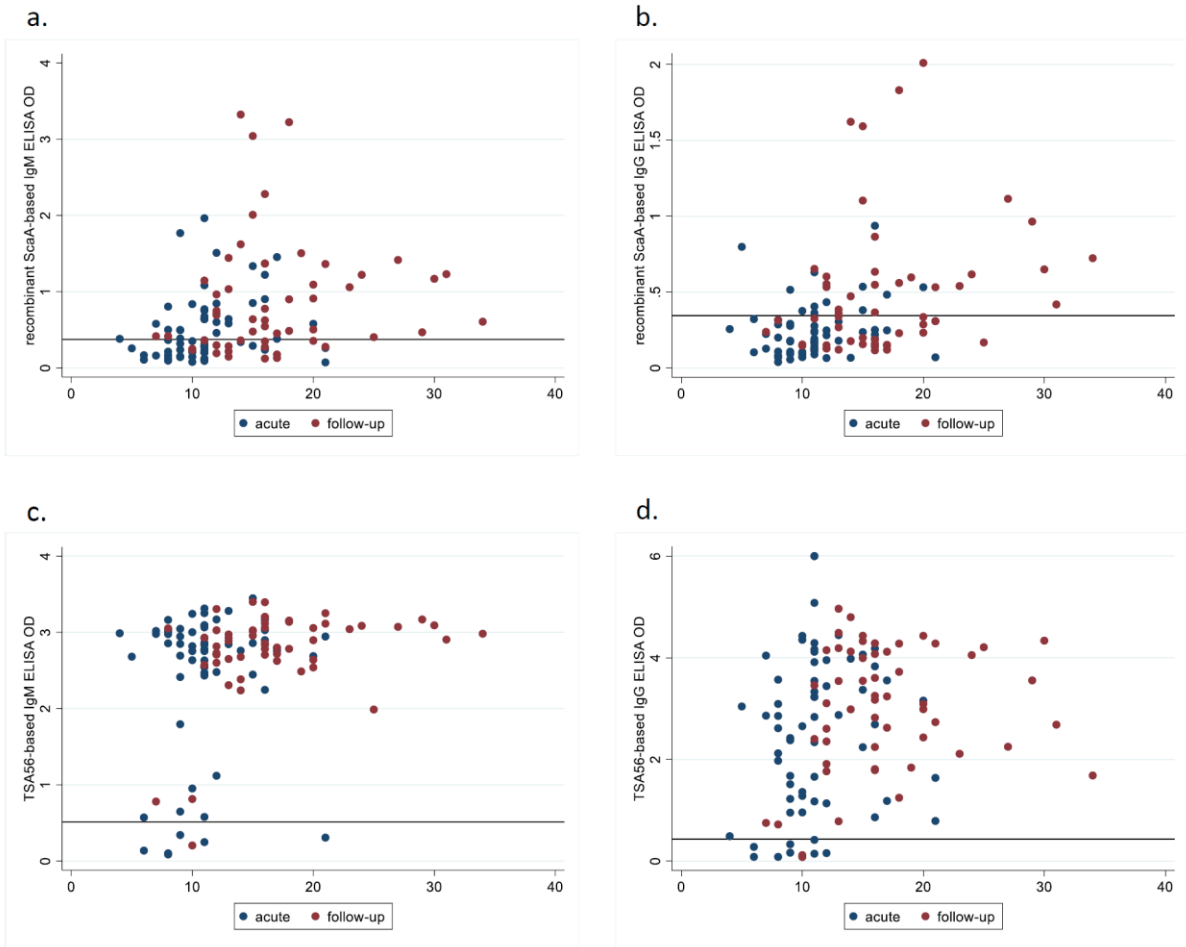 a.
recombinant ScaA-based IgM ELISA OD
4
3
2
1
0
0 10 20 30 40
acute follow-up
b.
recombinant ScaA-based IgG ELISA OD
2
1.5
1
.5
0
0 10 20 30 40
acute follow-up
c.
TSA56-based IgM ELISA OD
4
3
2
1
0
0 10 20 30 40
acute follow-up
d.
TSA56-based IgG ELISA OD
6
4
2
0
0 10 20 30 40
acute follow-up